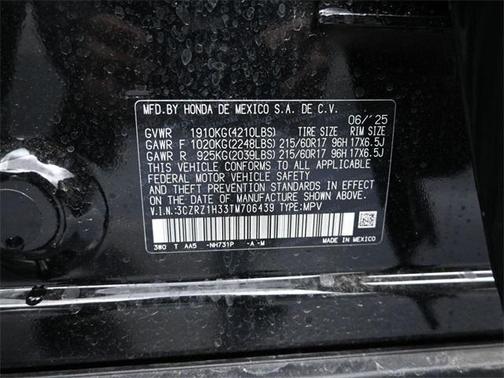 MFD.BY HONDA DE MEXICO S.A. DE C.V.
06/'25
GVWR 1910KG(4210LBS) TIRE SIZE RIM SIZE
GAWR F 1020KG(2248LBS) 215/60R17 96H 17X6.5J
GAWR R 925KG(2039LBS) 215/60R17 96H 17X6.5J
THIS VEHICLE CONFORMS TO ALL APPLICABLE
FEDERAL MOTOR VEHICLE SAFETY
STANDARDS IN EFFECT ON THE DATE OF
MANUFACTURE SHOWN ABOVE.
V.I.N.:3CZRZ1H33TM706439 TYPE:MPV
3W0 T AA5 -NH731P -A -M
MADE IN MEXICO